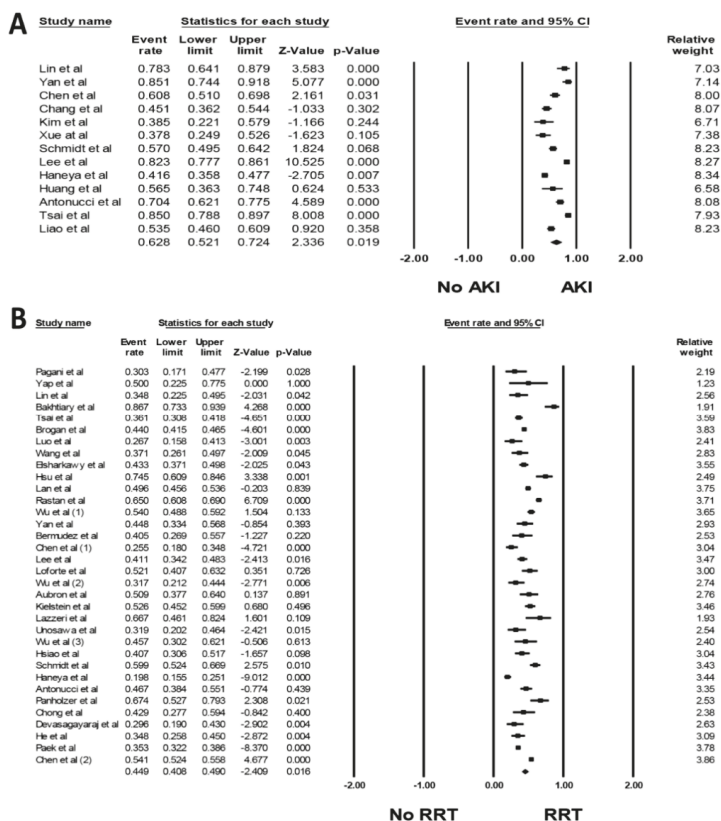 A
Study name Statistics for each study Event rate and 95% CI
Event rate Lower limit Upper limit Z-Value p-Value Relative weight
Lin et al 0.783 0.641 0.879 3.583 0.000 7.03
Yan et al 0.851 0.744 0.918 5.077 0.000 7.14
Chen et al 0.608 0.510 0.698 2.161 0.031 8.00
Chang et al 0.451 0.362 0.544 -1.033 0.302 8.07
Kim et al 0.385 0.221 0.579 -1.166 0.244 6.71
Xue at al 0.378 0.249 0.526 -1.623 0.105 7.38
Schmidt et al 0.570 0.495 0.642 1.824 0.068 8.23
Lee et al 0.823 0.777 0.861 10.525 0.000 8.27
Haneya et al 0.416 0.358 0.477 -2.705 0.007 8.34
Huang et al 0.565 0.363 0.748 0.624 0.533 6.58
Antonucci et al 0.704 0.621 0.775 4.589 0.000 8.08
Tsai et al 0.850 0.788 0.897 8.008 0.000 7.93
Liao et al 0.535 0.460 0.609 0.920 0.358 8.23
0.628 0.521 0.724 2.336 0.019
-2.00 -1.00 0.00 1.00 2.00
No AKI AKI
B
Study name Statistics for each study Event rate and 95% CI
Event rate Lower limit Upper limit Z-Value p-Value Relative weight
Pagani et al 0.303 0.171 0.477 -2.199 0.028 2.19
Yap et al 0.500 0.225 0.775 0.000 1.000 1.23
Lin et al 0.348 0.225 0.495 -2.031 0.042 2.56
Bakhtiary et al 0.867 0.733 0.939 4.268 0.000 1.91
Tsai et al 0.361 0.308 0.418 -4.651 0.000 3.59
Brogan et al 0.440 0.415 0.465 -4.601 0.000 3.83
Luo et al 0.267 0.158 0.413 -3.001 0.003 2.41
Wang et al 0.371 0.261 0.497 -2.009 0.045 2.83
Elsharkawy et al 0.433 0.371 0.498 -2.025 0.043 3.55
Hsu et al 0.745 0.609 0.846 3.338 0.001 2.49
Lan et al 0.496 0.456 0.536 -0.203 0.839 3.75
Rastan et al 0.650 0.608 0.690 6.709 0.000 3.71
Wu et al (1) 0.540 0.488 0.592 1.504 0.133 3.65
Yan et al 0.448 0.334 0.568 -0.854 0.393 2.93
Bermudez et al 0.405 0.269 0.557 -1.227 0.220 2.53
Chen et al (1) 0.255 0.180 0.348 -4.721 0.000 3.04
Lee et al 0.411 0.342 0.483 -2.413 0.016 3.47
Loforte et al 0.521 0.407 0.632 0.351 0.726 3.00
Wu et al (2) 0.317 0.212 0.444 -2.771 0.006 2.74
Aubron et al 0.509 0.377 0.640 0.137 0.891 2.76
Kielstein et al 0.526 0.452 0.599 0.680 0.496 3.46
Lazzeri et al 0.667 0.461 0.824 1.601 0.109 1.93
Unosawa et al 0.319 0.202 0.464 -2.421 0.015 2.54
Wu et al (3) 0.457 0.302 0.621 -0.506 0.613 2.40
Hsiao et al 0.407 0.306 0.517 -1.657 0.098 3.04
Schmidt et al 0.599 0.524 0.669 2.575 0.010 3.43
Haneya et al 0.198 0.155 0.251 -9.012 0.000 3.44
Antonucci et al 0.467 0.384 0.551 -0.774 0.439 3.35
Panholzer et al 0.674 0.527 0.793 2.308 0.021 2.53
Chong et al 0.429 0.277 0.594 -0.842 0.400 2.38
Devasagayaraj et al 0.296 0.190 0.430 -2.902 0.004 2.63
He et al 0.348 0.258 0.450 -2.872 0.004 3.09
Paek et al 0.353 0.322 0.386 -8.370 0.000 3.78
Chen et al (2) 0.541 0.524 0.558 4.677 0.000 3.86
0.449 0.408 0.490 -2.409 0.016
-2.00 -1.00 0.00 1.00 2.00
No RRT RRT